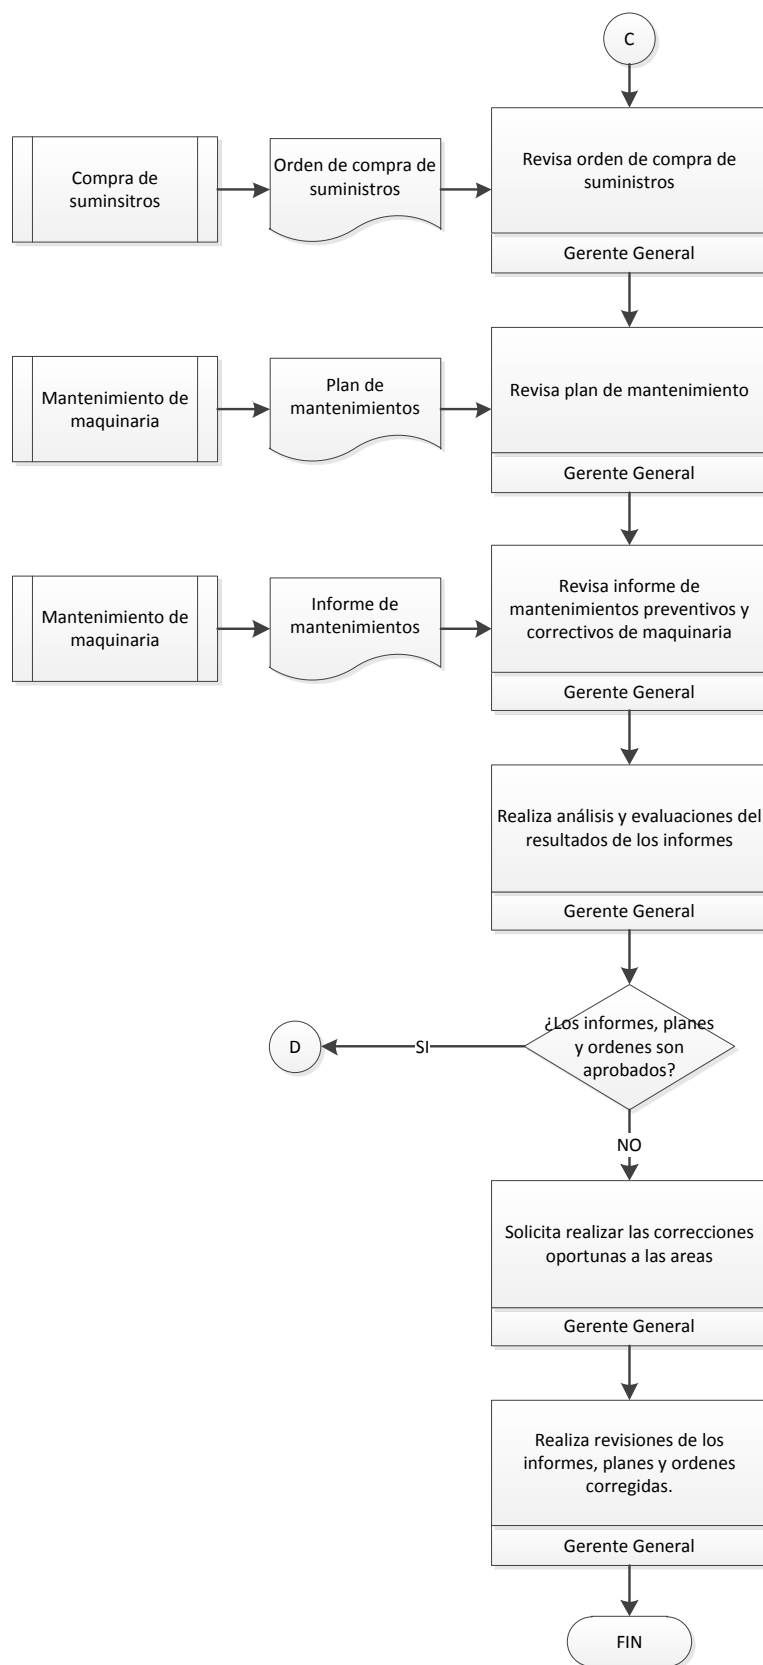 C
Compra de
suminsitros
Orden de compra de
suministros
Revisa orden de compra de
suministros
Gerente General
Mantenimiento de
maquinaria
Plan de
mantenimientos
Revisa plan de mantenimiento
Gerente General
Mantenimiento de
maquinaria
Informe de
mantenimientos
Revisa informe de
mantenimientos preventivos y
correctivos de maquinaria
Gerente General
Realiza análisis y evaluaciones del
resultados de los informes
Gerente General
¿Los informes, planes
y ordenes son
aprobados?
SI
D
NO
Solicita realizar las correcciones
oportunas a las areas
Gerente General
Realiza revisiones de los
informes, planes y ordenes
corregidas.
Gerente General
FIN